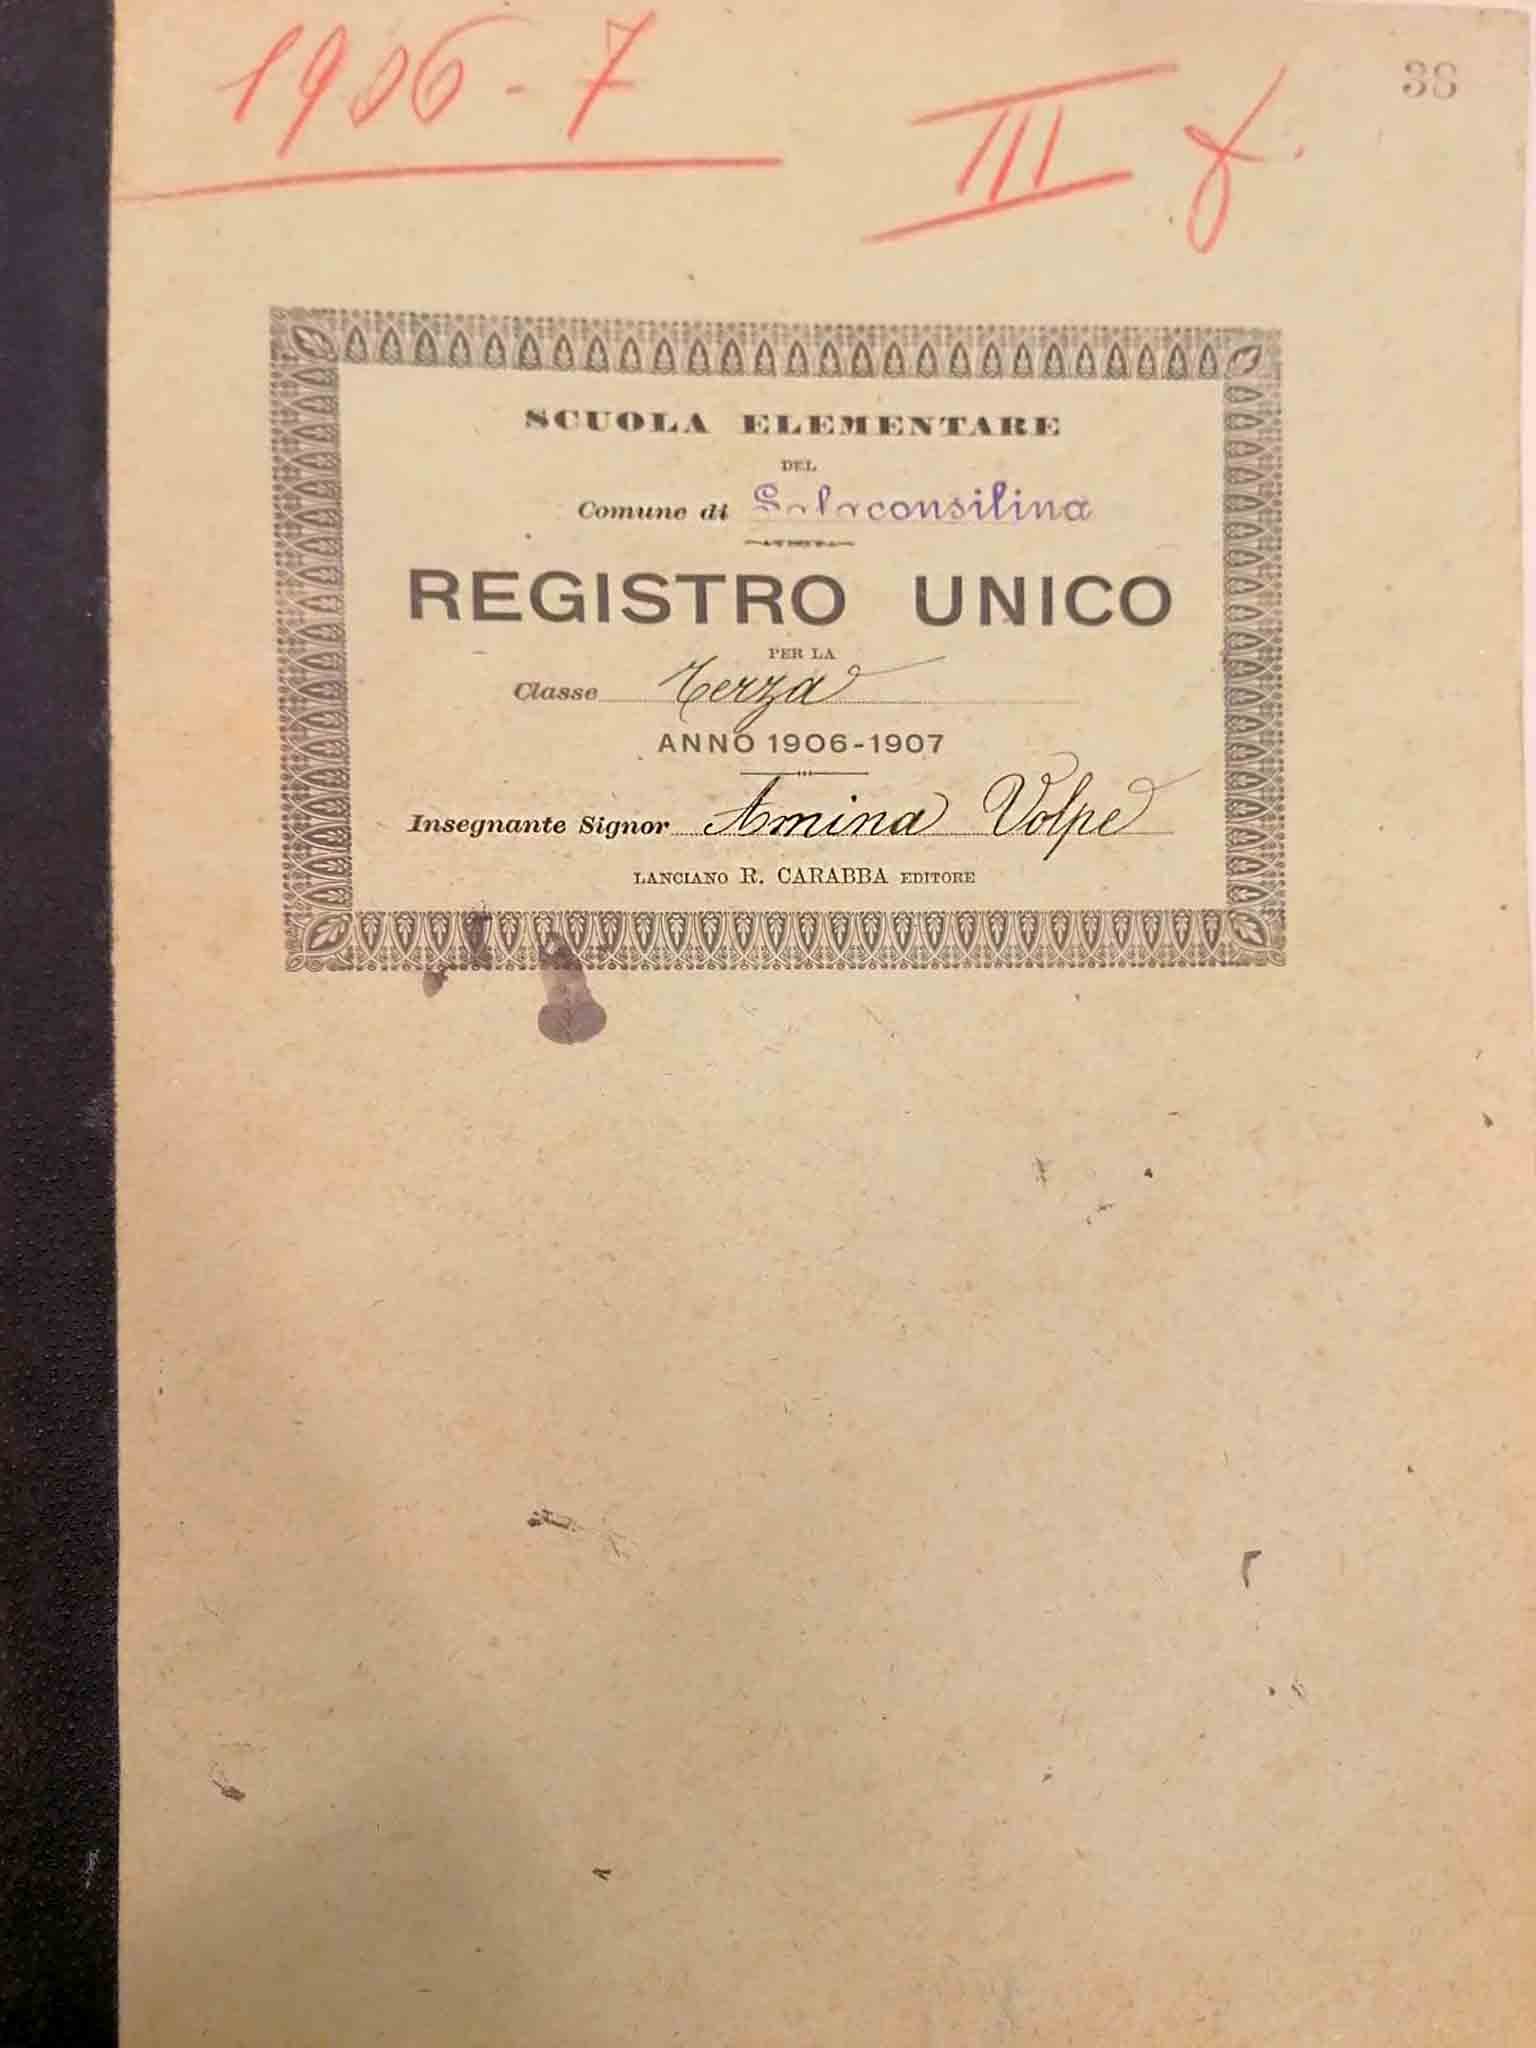 1906-7
III f.
38
SCUOLA ELEMENTARE
DEL
Comune di Salaconsilina
REGISTRO UNICO
PER LA
Classe Terza
ANNO 1906-1907
Insegnante Signor Amina Volpe
LANCIANO R. CARABBA EDITORE